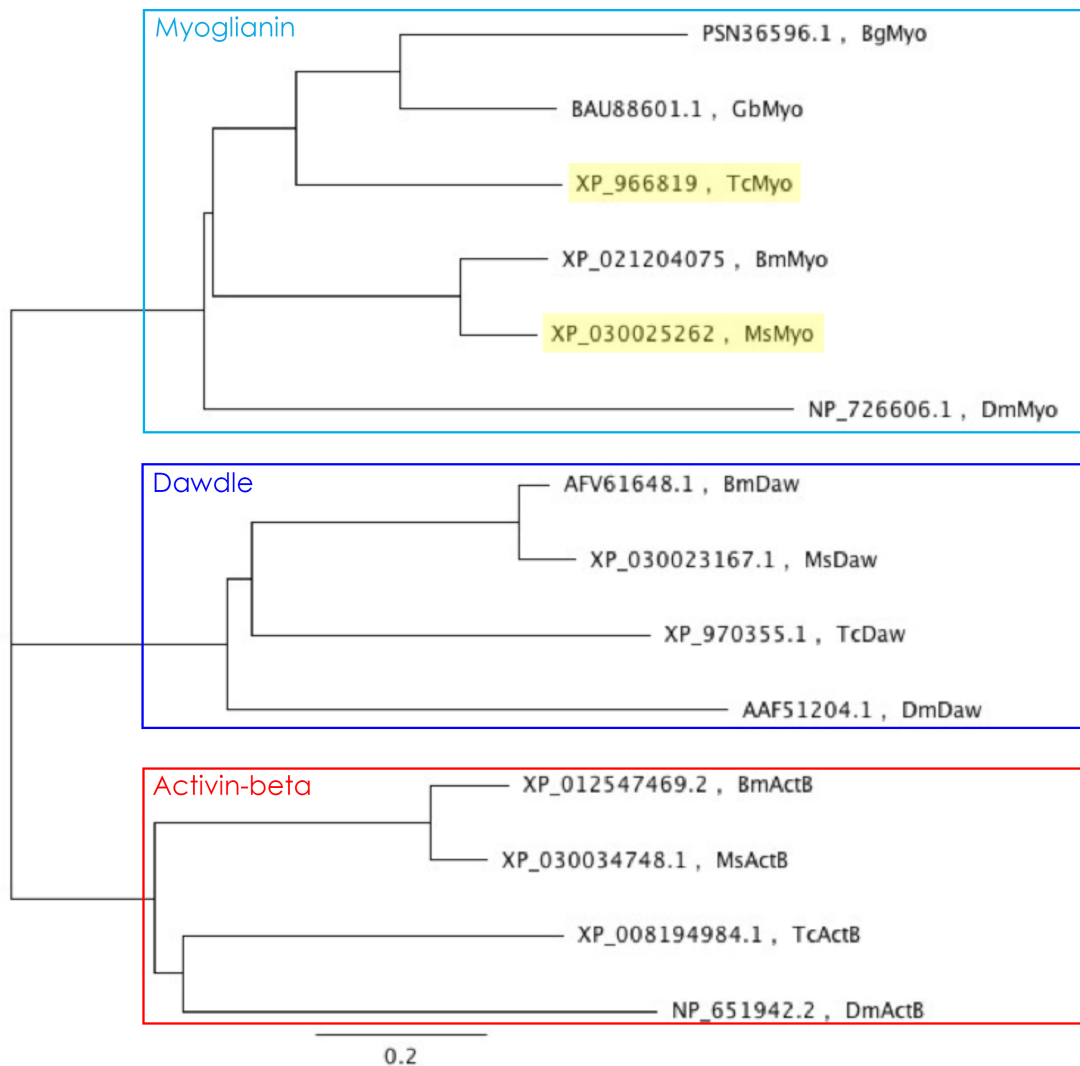 Myoglianin
PSN36596.1 , BgMyo
BAU88601.1 , GbMyo
XP_966819 , TcMyo
XP_021204075 , BmMyo
XP_030025262 , MsMyo
NP_726606.1 , DmMyo
Dawdle
AFV61648.1 , BmDaw
XP_030023167.1 , MsDaw
XP_970355.1 , TcDaw
AAF51204.1 , DmDaw
Activin-beta
XP_012547469.2 , BmActB
XP_030034748.1 , MsActB
XP_008194984.1 , TcActB
NP_651942.2 , DmActB
0.2